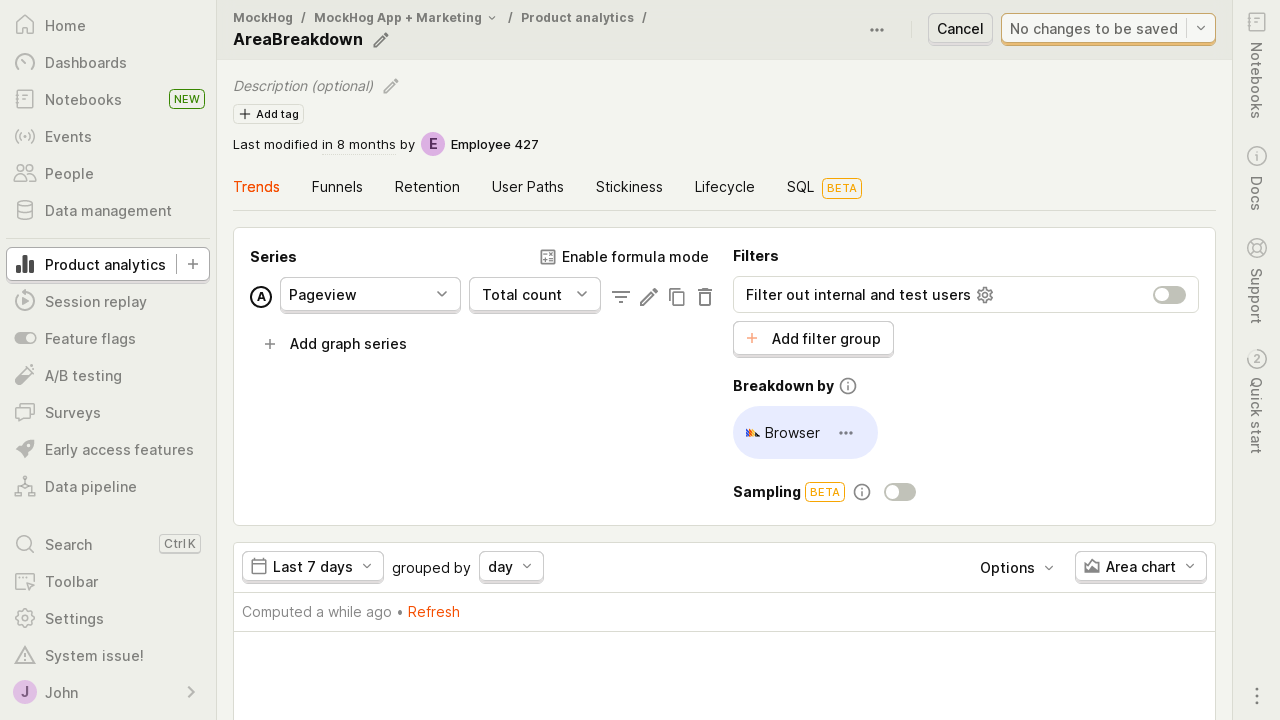 Home
Dashboards
Notebooks NEW
Events
People
Data management
Product analytics
Session replay
Feature flags
A/B testing
Surveys
Early access features
Data pipeline
Search Ctrl K
Toolbar
Settings
System issue!
J John
MockHog / MockHog App + Marketing / Product analytics /
AreaBreakdown
Cancel
No changes to be saved
Description (optional)
Add tag
Last modified in 8 months by E Employee 427
Trends Funnels Retention User Paths Stickiness Lifecycle SQL BETA
Series
Enable formula mode
A Pageview Total count
Add graph series
Filters
Filter out internal and test users
Add filter group
Breakdown by
Browser
Sampling BETA
Last 7 days grouped by day
Options
Area chart
Computed a while ago • Refresh
Notebooks
Docs
Support
2
Quick start